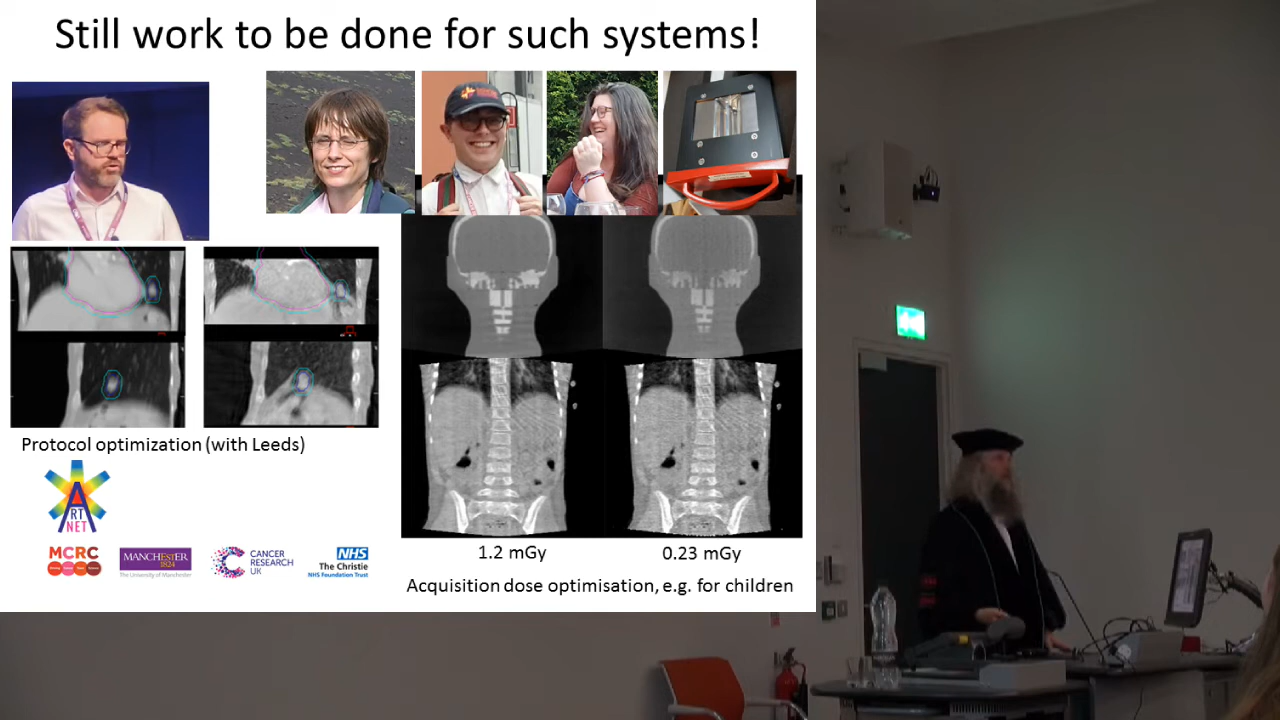 Still work to be done for such systems!
Protocol optimization (with Leeds)
ART
NET
MCRC
MANCHESTER
1824
The University of Manchester
CANCER
RESEARCH
UK
NHS
The Christie
NHS Foundation Trust
1.2 mGy
0.23 mGy
Acquisition dose optimisation, e.g. for children